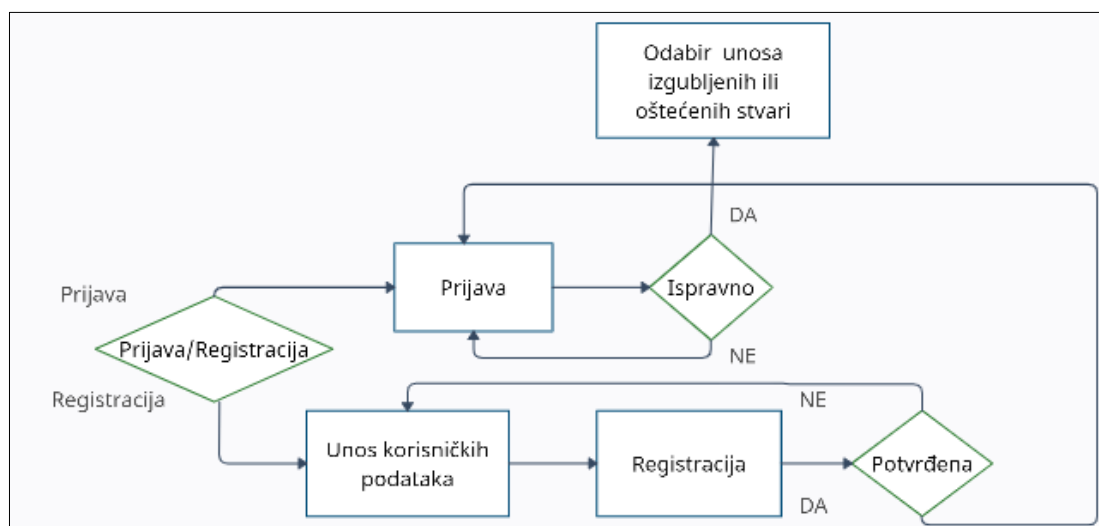 Odabir unosa
izgubljenih ili
oštećenih stvari
DA
Prijava
Prijava
Ispravno
Prijava/Registracija
NE
Registracija
NE
Unos korisničkih
podataka
Registracija
Potvrđena
DA